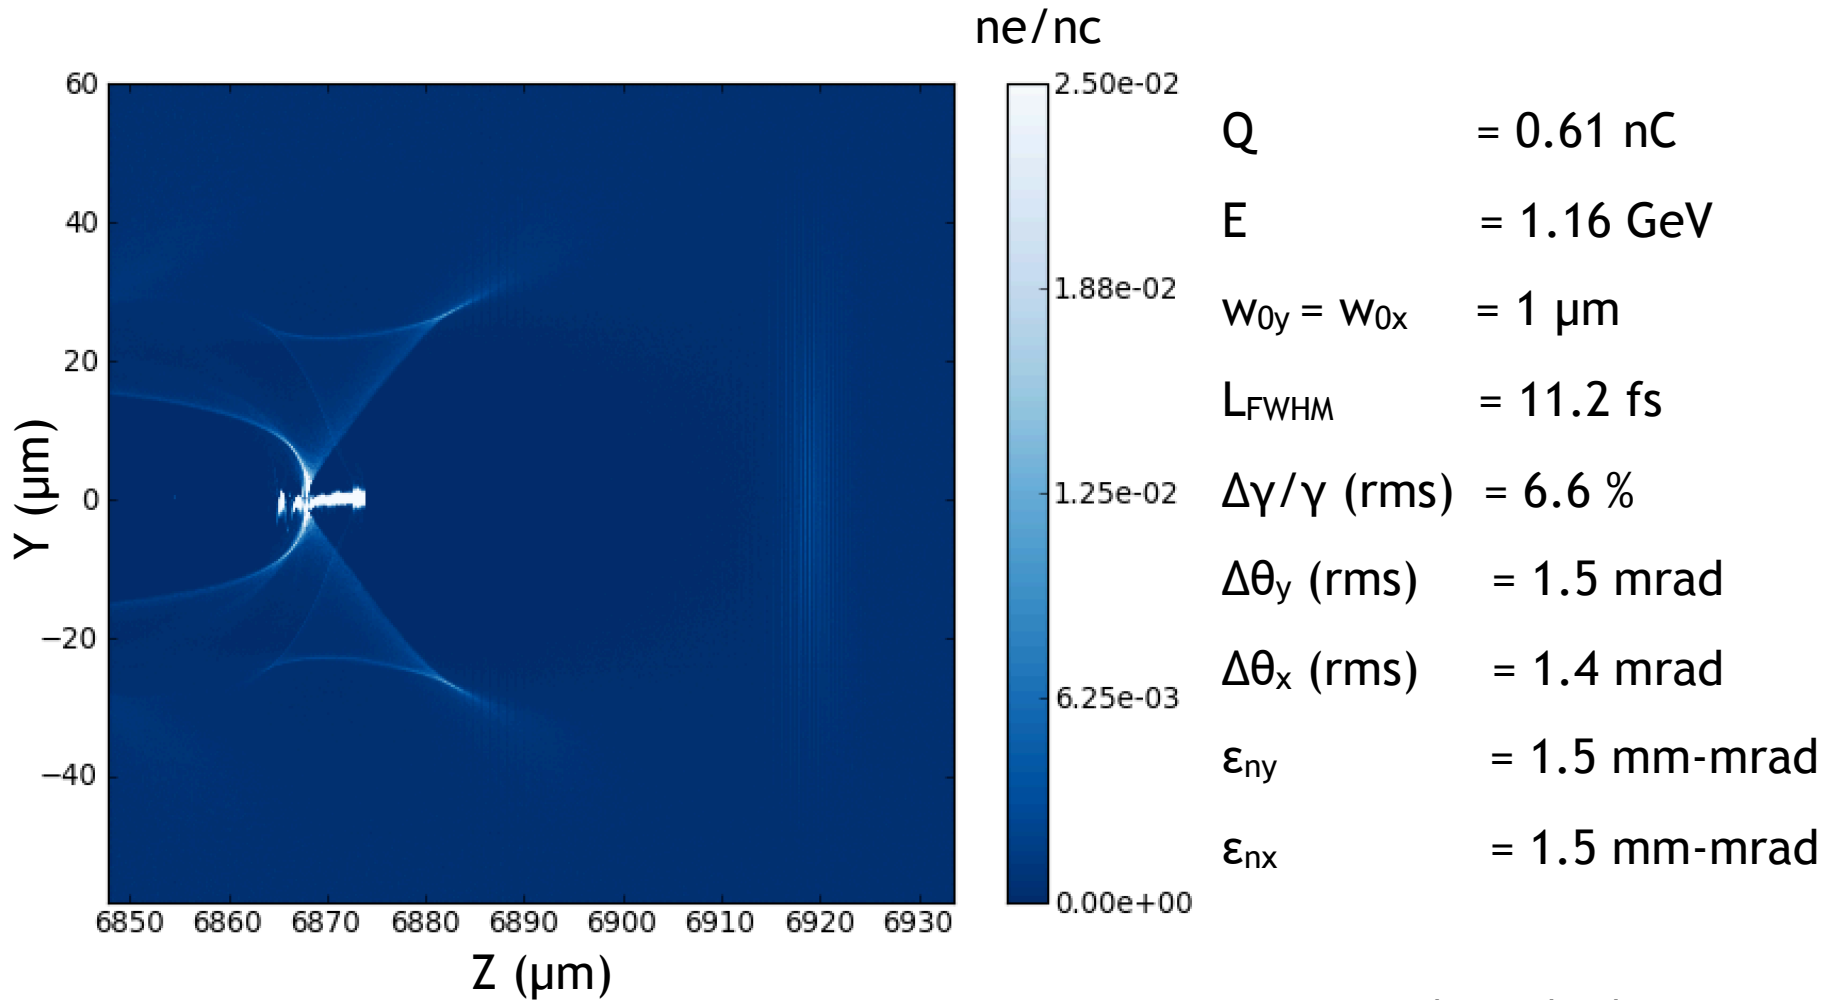 ne/nc
60
40
20
0
−20
−40
Y (µm)
6850 6860 6870 6880 6890 6900 6910 6920 6930
Z (µm)
2.50e-02
1.88e-02
1.25e-02
6.25e-03
0.00e+00
Q = 0.61 nC
E = 1.16 GeV
w0y = w0x = 1 µm
LFWHM = 11.2 fs
Δγ/γ (rms) = 6.6 %
Δθy (rms) = 1.5 mrad
Δθx (rms) = 1.4 mrad
εny = 1.5 mm-mrad
εnx = 1.5 mm-mrad